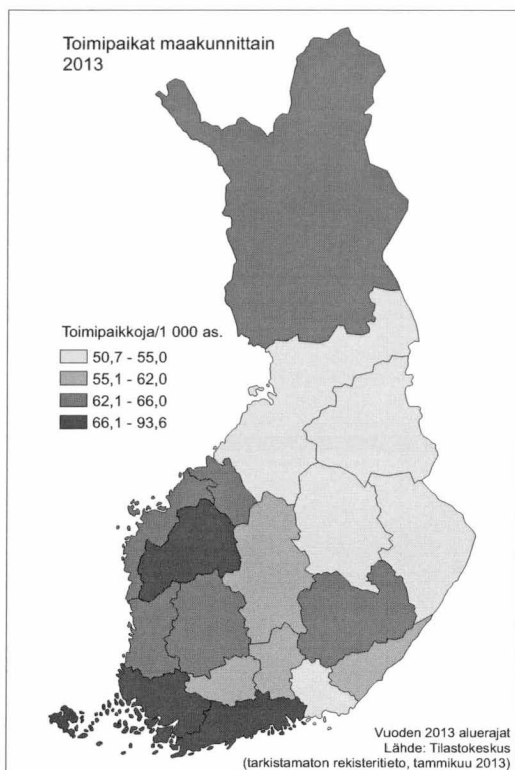 Toimipaikat maakunnittain
2013
Toimipaikkoja/1 000 as.
50,7 - 55,0
55,1 - 62,0
62,1 - 66,0
66,1 - 93,6
Vuoden 2013 aluerajat
Lähde: Tilastokeskus
(tarkistamaton rekisteritieto, tammikuu 2013)